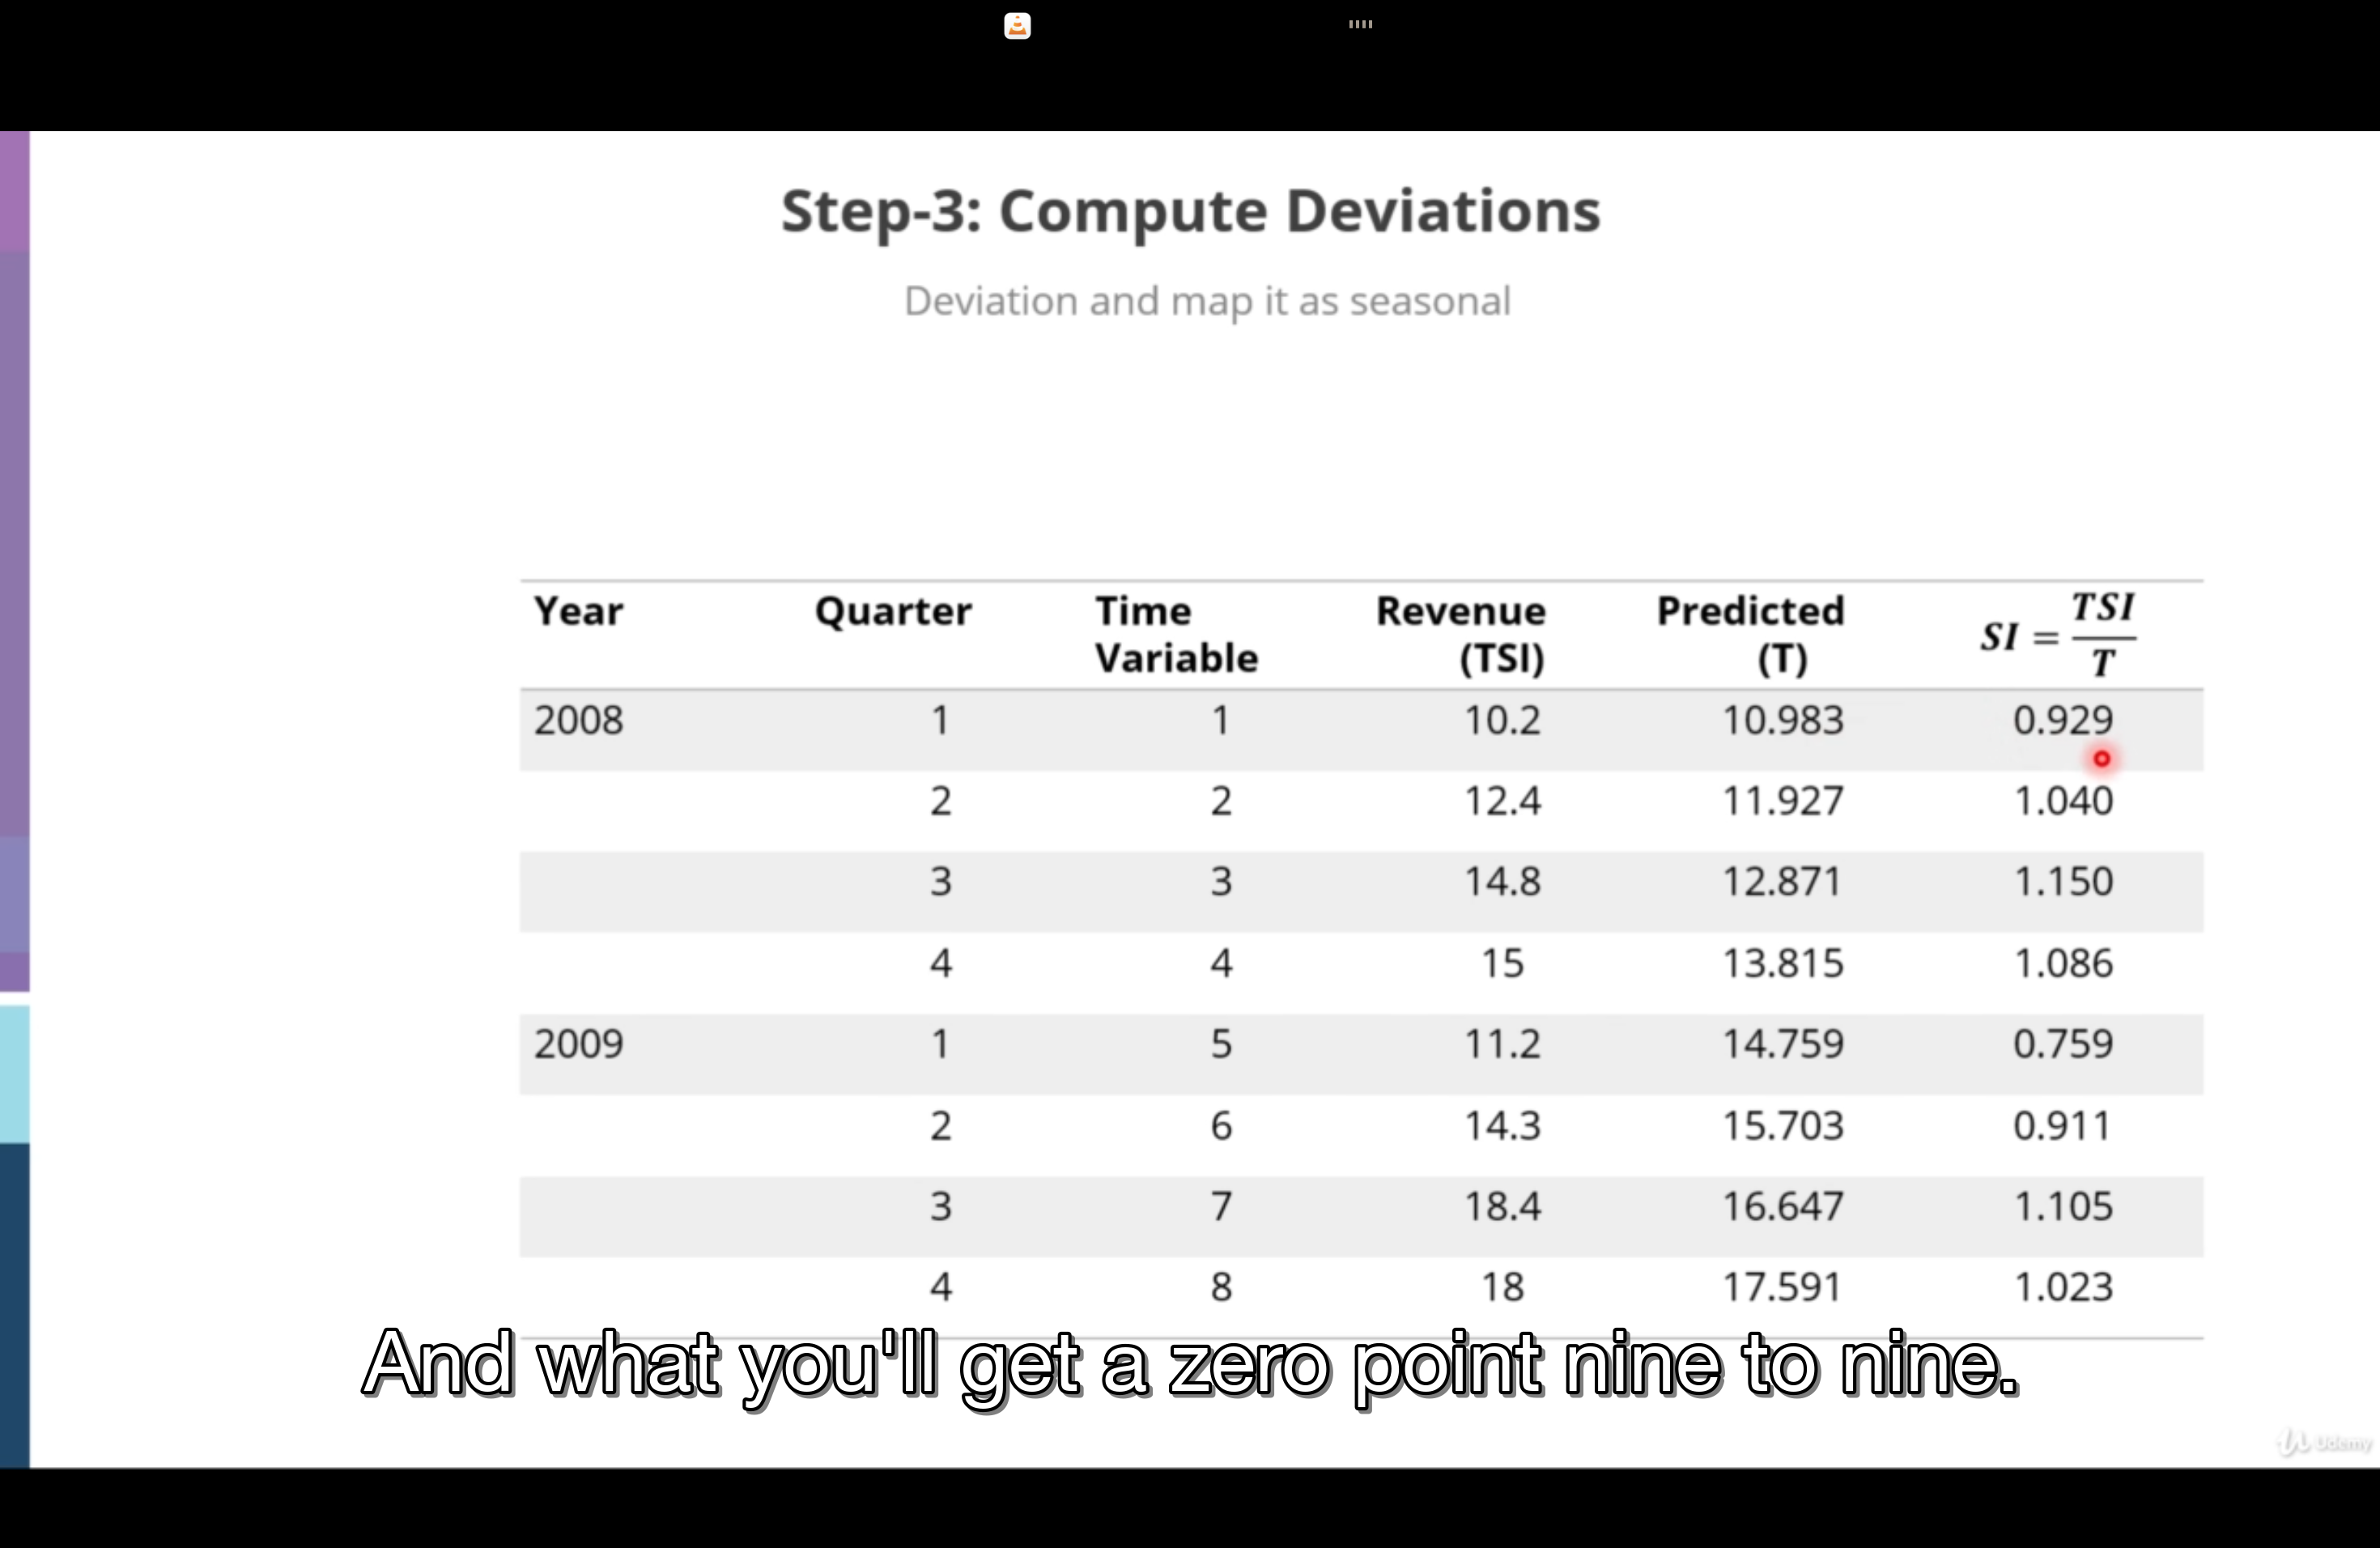 Step-3: Compute Deviations
Deviation and map it as seasonal
Year Quarter Time Variable Revenue (TSI) Predicted (T) SI = TSI / T
2008 1 1 10.2 10.983 0.929
2 2 12.4 11.927 1.040
3 3 14.8 12.871 1.150
4 4 15 13.815 1.086
2009 1 5 11.2 14.759 0.759
2 6 14.3 15.703 0.911
3 7 18.4 16.647 1.105
4 8 18 17.591 1.023
And what you'll get a zero point nine to nine.
Udemy